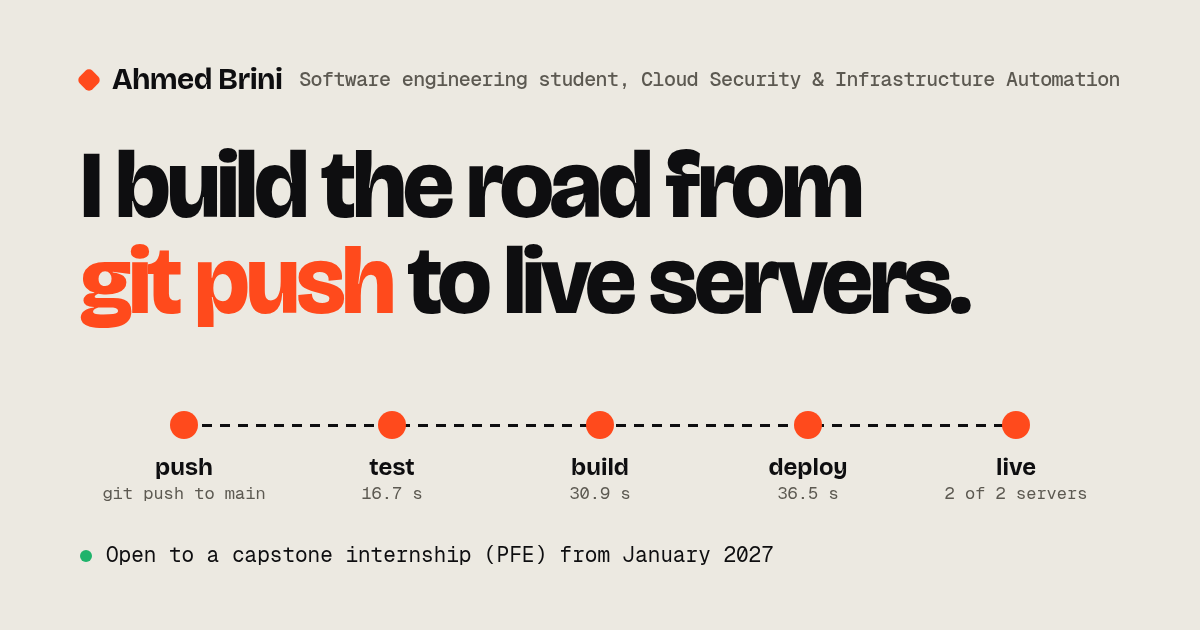 Ahmed Brini Software engineering student, Cloud Security & Infrastructure Automation
I build the road from
git push to live servers.
push test build deploy live
git push to main 16.7 s 30.9 s 36.5 s 2 of 2 servers
Open to a capstone internship (PFE) from January 2027